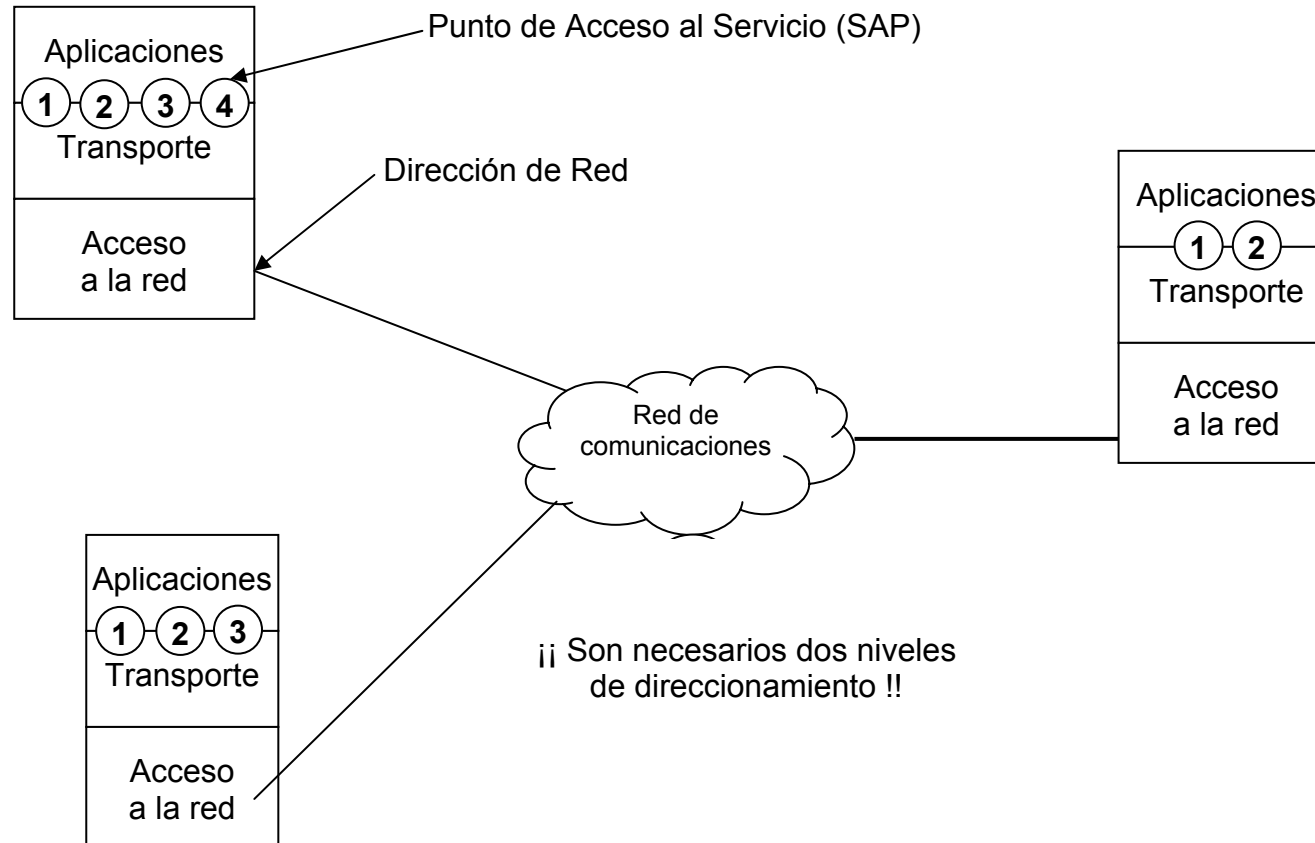 Punto de Acceso al Servicio (SAP)
Aplicaciones
1 2 3 4
Transporte
Dirección de Red
Acceso
a la red
Aplicaciones
1 2
Transporte
Acceso
a la red
Red de
comunicaciones
Aplicaciones
1 2 3
Transporte
Acceso
a la red
¡¡ Son necesarios dos niveles
de direccionamiento !!